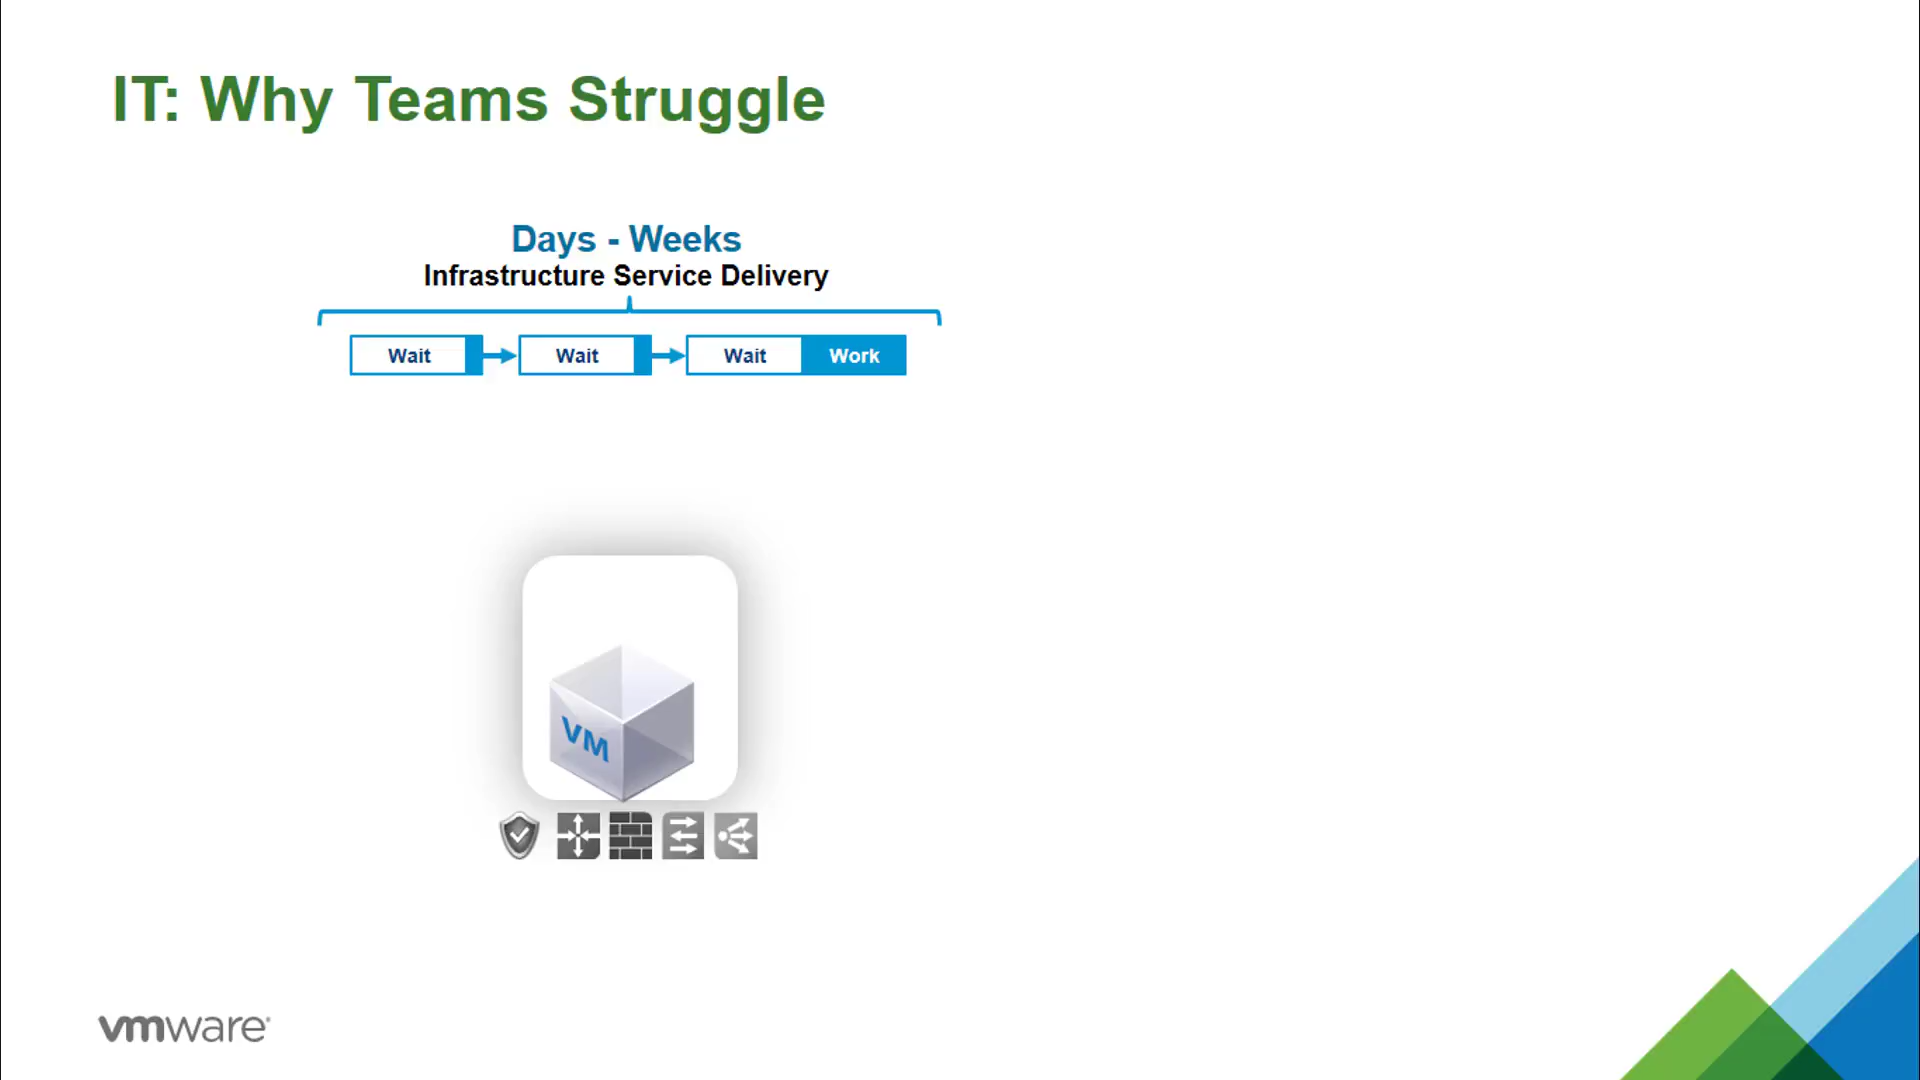 IT: Why Teams Struggle
Days - Weeks
Infrastructure Service Delivery
Wait Wait Wait Work
VM
vmware®